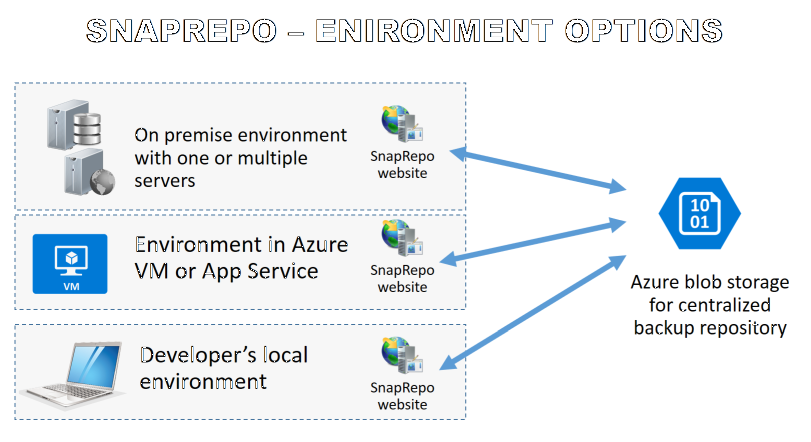 SNAPREPO – ENIRONMENT OPTIONS
On premise environment
with one or multiple
servers
SnapRepo
website
Environment in Azure
VM or App Service
VM
SnapRepo
website
Developer's local
environment
SnapRepo
website
10
01
Azure blob storage
for centralized
backup repository